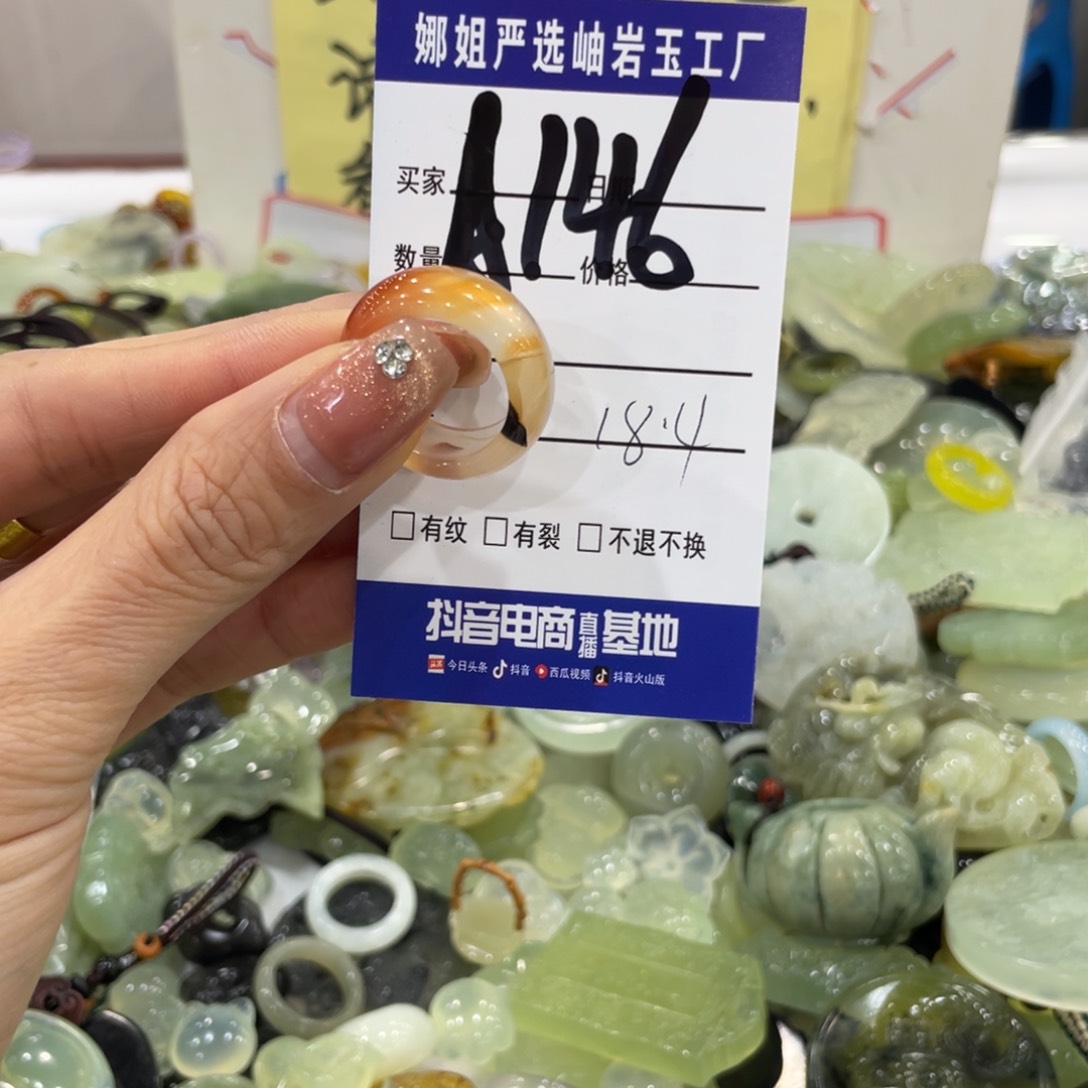 娜姐严选岫岩玉工厂
A1146
买家 日期
数量 价格
18.4
□有纹 □有裂 □不退不换
抖音电商直播基地
今日头条 抖音 西瓜视频 抖音火山版